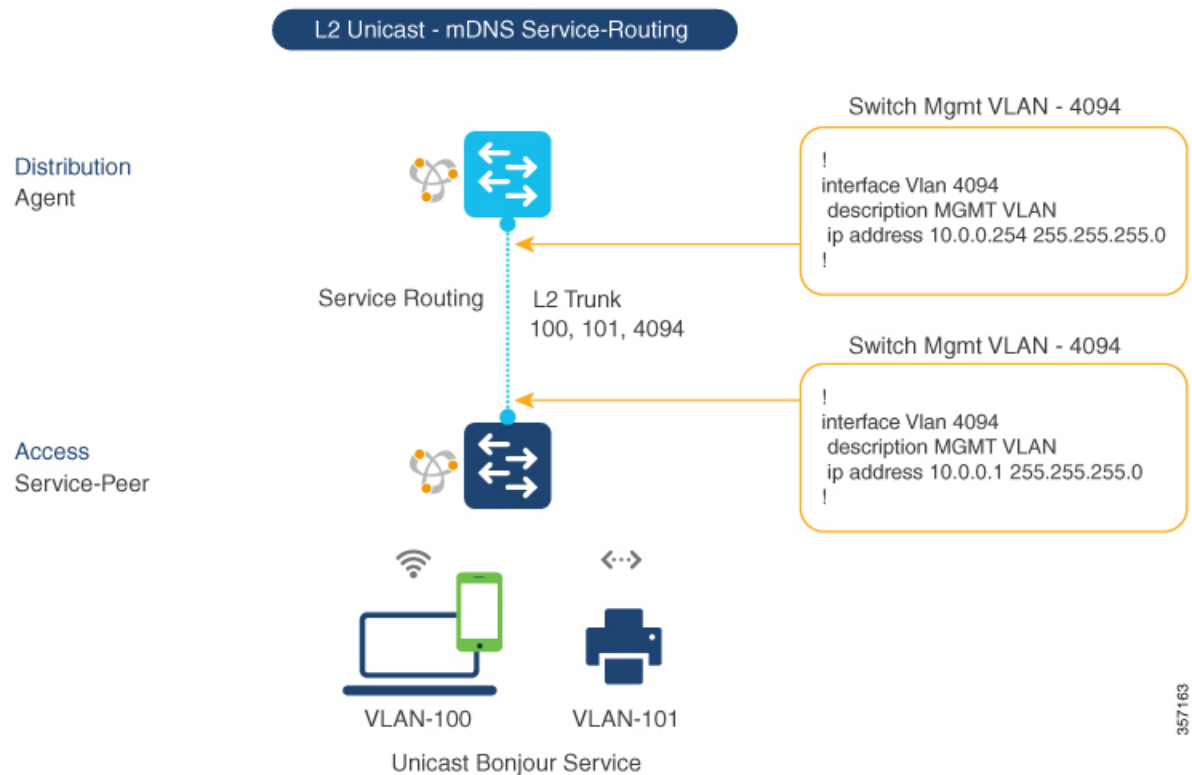 L2 Unicast - mDNS Service-Routing
Switch Mgmt VLAN - 4094
!
interface Vlan 4094
description MGMT VLAN
ip address 10.0.0.254 255.255.255.0
!
Distribution
Agent
Service Routing
L2 Trunk
100, 101, 4094
Switch Mgmt VLAN - 4094
!
interface Vlan 4094
description MGMT VLAN
ip address 10.0.0.1 255.255.255.0
!
Access
Service-Peer
VLAN-100
VLAN-101
Unicast Bonjour Service
357163